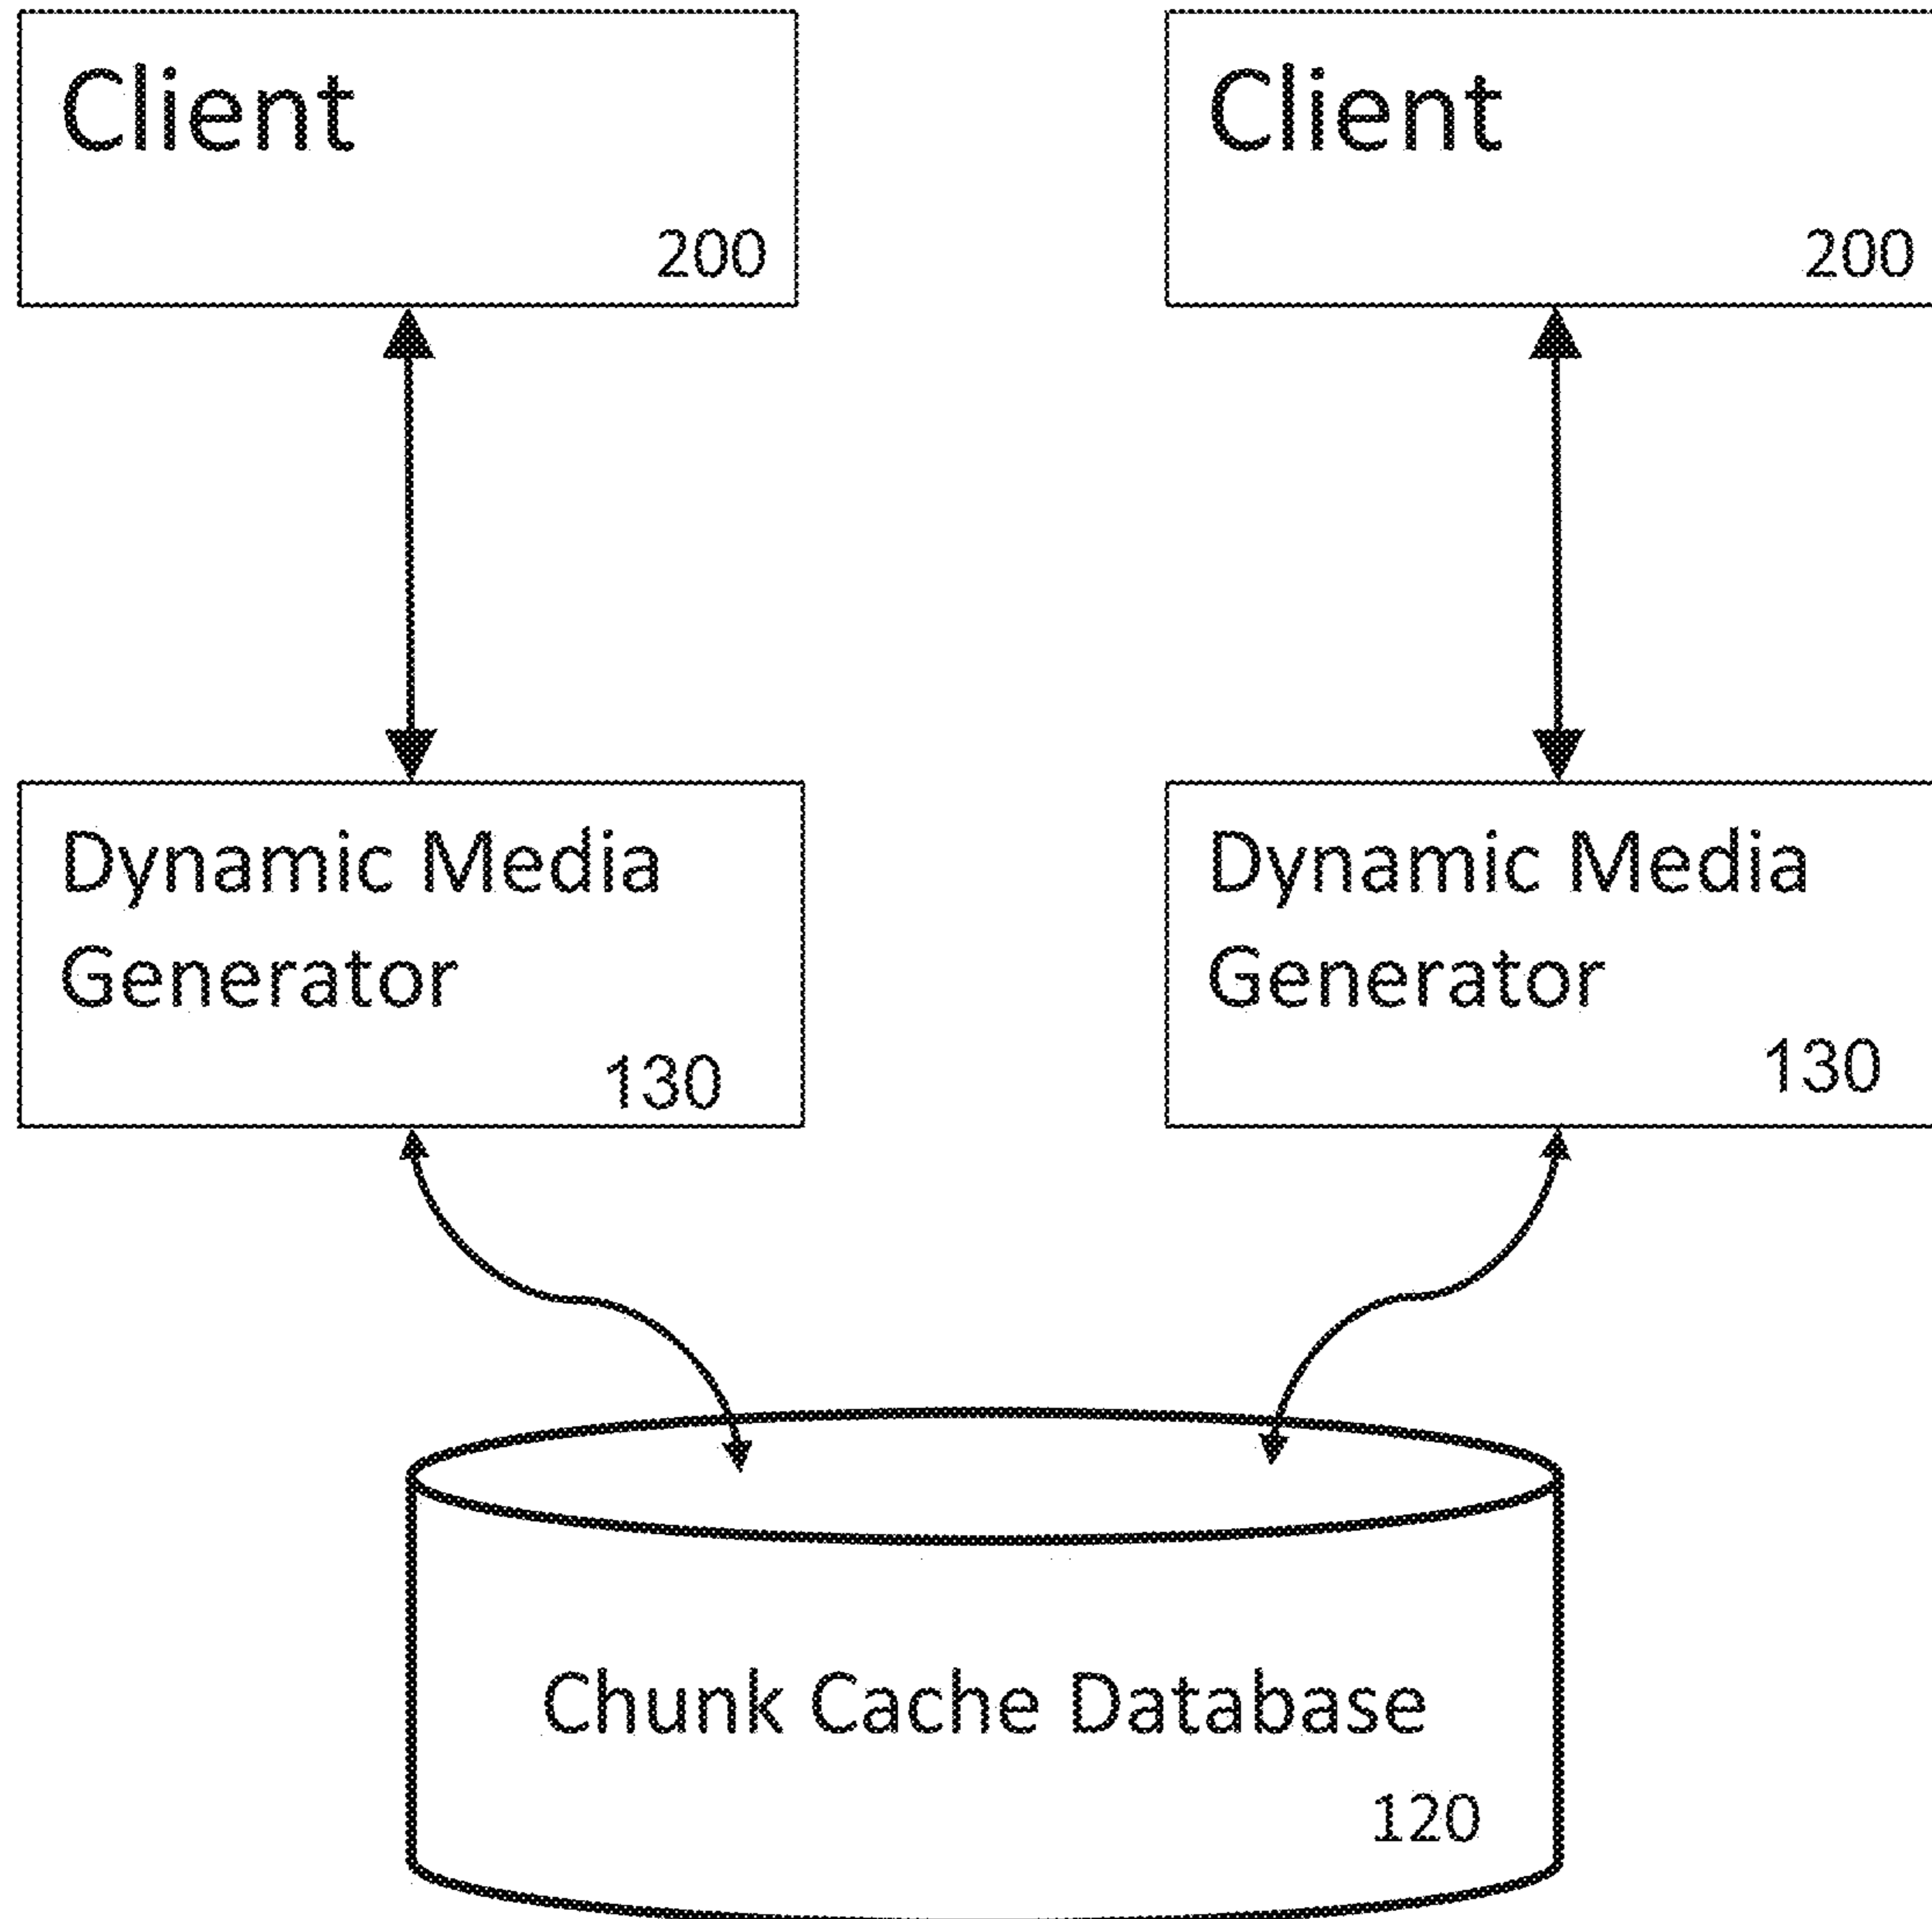 Client
200
Client
200
Dynamic Media
Generator
130
Dynamic Media
Generator
130
Chunk Cache Database
120